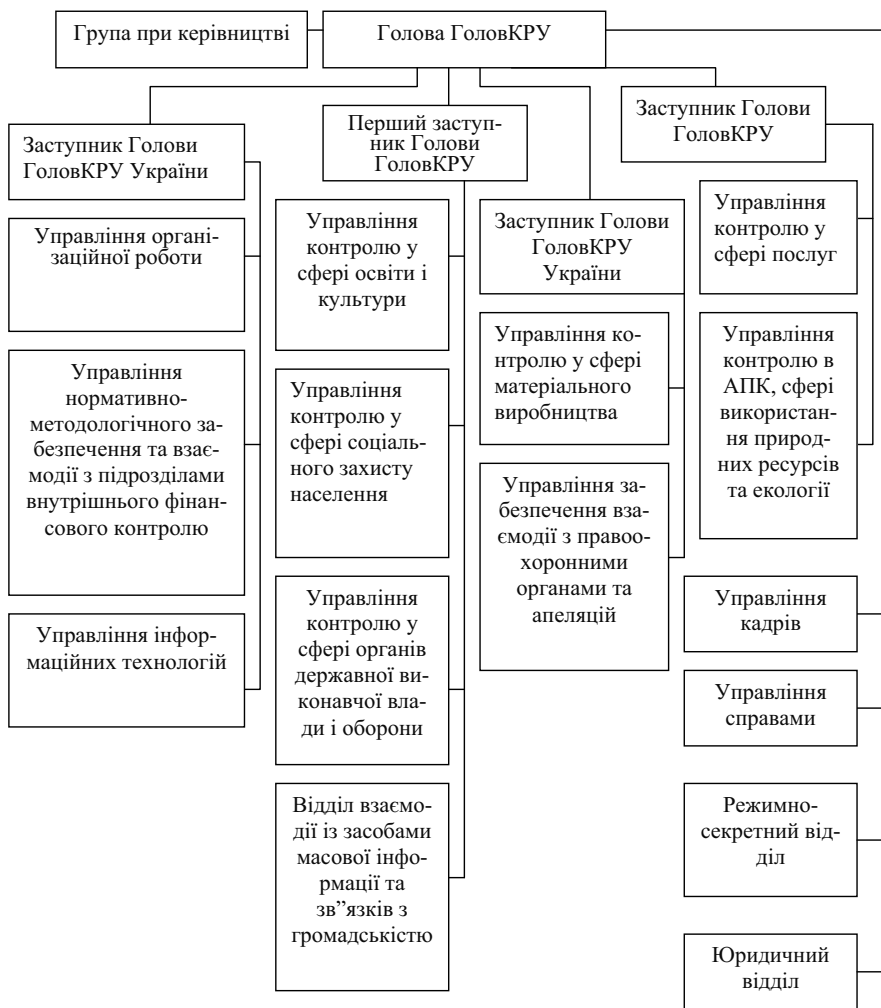 Група при керівництві
Голова ГоловКРУ
Заступник Голови
ГоловКРУ України
Управління органі-
заційної роботи
Управління
нормативно-
методологічного за-
безпечення та взає-
модії з підрозділами
внутрішнього фінан-
сового контролю
Управління інфор-
маційних технологій
Перший заступ-
ник Голови
ГоловКРУ
Управління
контролю у
сфері освіти і
культури
Управління
контролю у
сфері соціаль-
ного захисту
населення
Управління
контролю у
сфері органів
державної ви-
конавчої вла-
ди і оборони
Відділ взаємо-
дії із засобами
масової інфо-
рмації та
зв”язків з
громадськістю
Заступник Голови
ГоловКРУ
України
Управління ко-
нтролю у сфері
матеріального
виробництва
Управління за-
безпечення вза-
ємодії з правоо-
хоронними
органами та
апеляцій
Заступник Голови
ГоловКРУ
Управління
контролю у
сфері послуг
Управління
контролю в
АПК, сфері
використан-
ня природ-
них ресурсів
та екології
Управління
кадрів
Управління
справами
Режимно-
секретний від-
діл
Юридичний
відділ